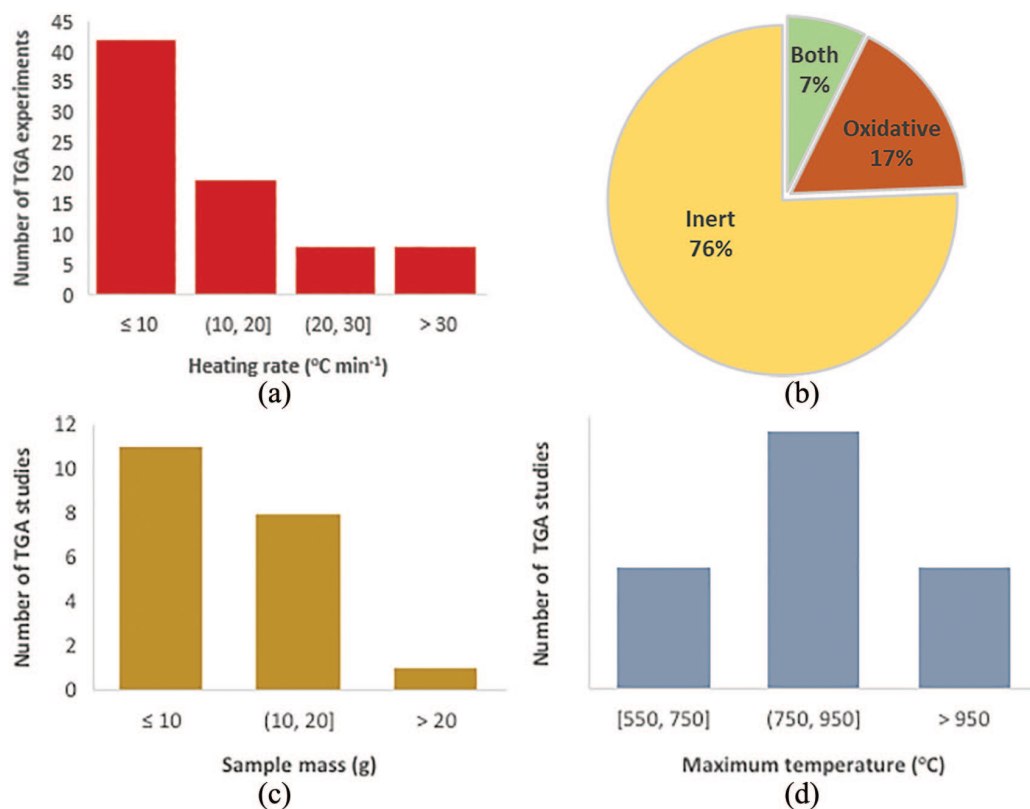 Number of TGA experiments
45
40
35
30
25
20
15
10
5
0
≤ 10 (10, 20] (20, 30] > 30
Heating rate (°C min⁻¹)
(a)
Both
7%
Oxidative
17%
Inert
76%
(b)
Number of TGA studies
12
10
8
6
4
2
0
≤ 10 (10, 20] > 20
Sample mass (g)
(c)
Number of TGA studies
[550, 750] (750, 950] > 950
Maximum temperature (°C)
(d)